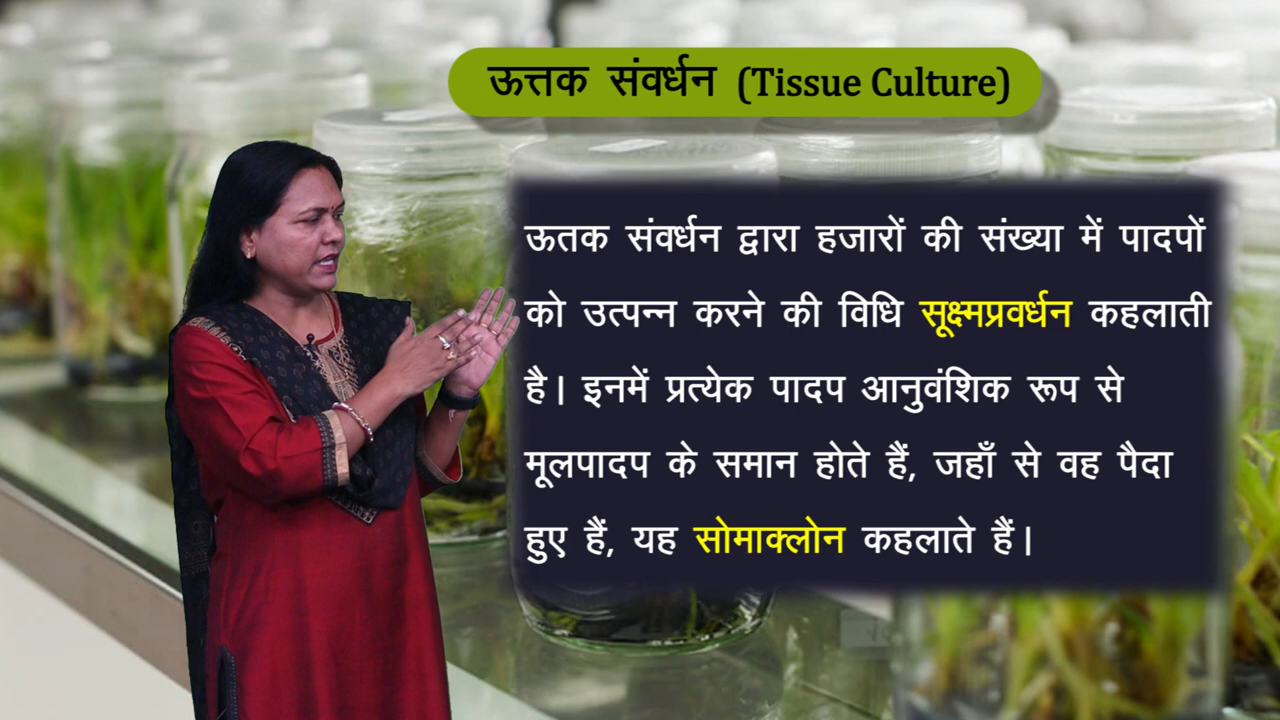 ऊत्तक संवर्धन (Tissue Culture)
ऊतक संवर्धन द्वारा हजारों की संख्या में पादपों
को उत्पन्न करने की विधि सूक्ष्मप्रवर्धन कहलाती
है। इनमें प्रत्येक पादप आनुवंशिक रूप से
मूलपादप के समान होते हैं, जहाँ से वह पैदा
हुए हैं, यह सोमाक्लोन कहलाते हैं।